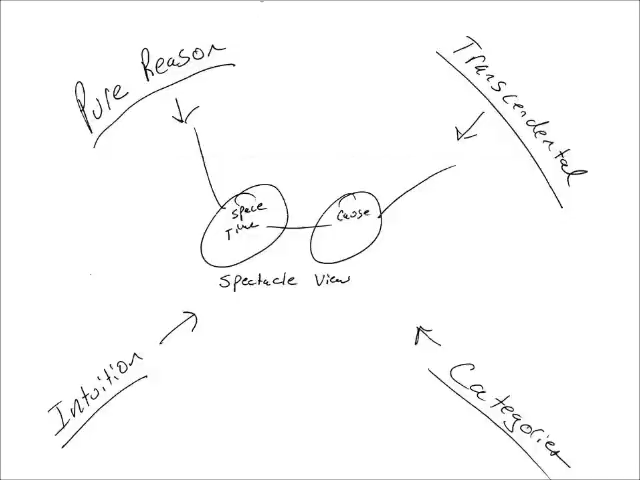 Pure Reason
Transcendental
Space
Time
Cause
Spectacle View
Intuition
Categories